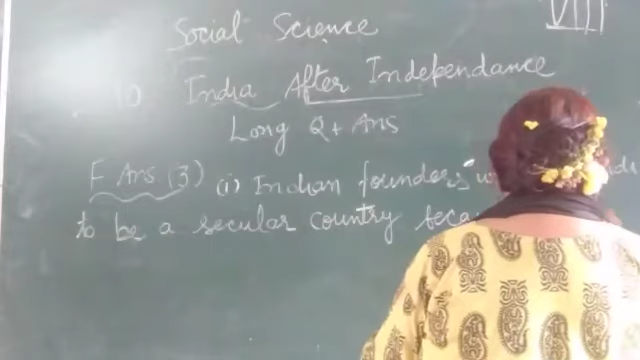 VIII
Social Science
10 India After Independance
Long Q + Ans
F Ans (3) (i) Indian founders
to be a secular country